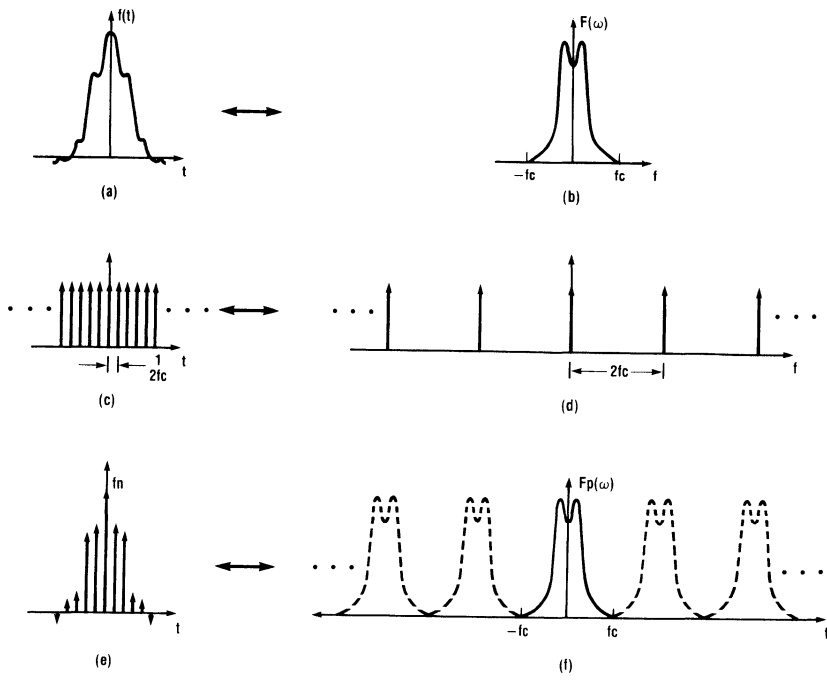 f(t)
t
(a)
F(ω)
−fc
fc
f
(b)
t
1
2fc
(c)
2fc
f
(d)
fn
t
(e)
Fp(ω)
−fc
fc
f
(f)